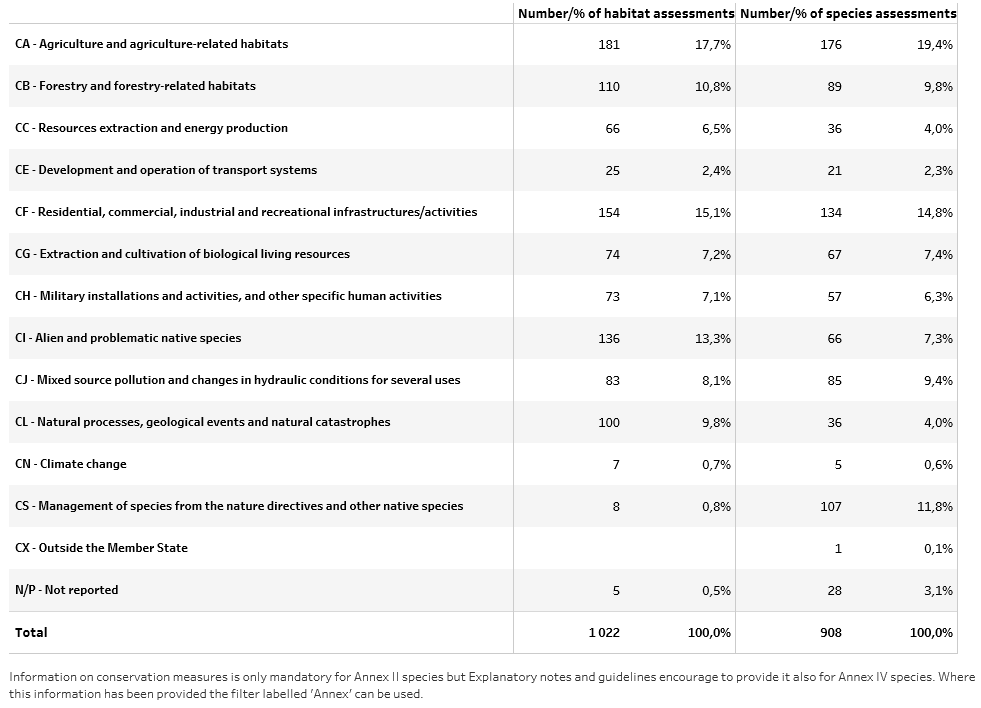 Number/% of habitat assessments Number/% of species assessments
CA - Agriculture and agriculture-related habitats 181 17,7% 176 19,4%
CB - Forestry and forestry-related habitats 110 10,8% 89 9,8%
CC - Resources extraction and energy production 66 6,5% 36 4,0%
CE - Development and operation of transport systems 25 2,4% 21 2,3%
CF - Residential, commercial, industrial and recreational infrastructures/activities 154 15,1% 134 14,8%
CG - Extraction and cultivation of biological living resources 74 7,2% 67 7,4%
CH - Military installations and activities, and other specific human activities 73 7,1% 57 6,3%
CI - Alien and problematic native species 136 13,3% 66 7,3%
CJ - Mixed source pollution and changes in hydraulic conditions for several uses 83 8,1% 85 9,4%
CL - Natural processes, geological events and natural catastrophes 100 9,8% 36 4,0%
CN - Climate change 7 0,7% 5 0,6%
CS - Management of species from the nature directives and other native species 8 0,8% 107 11,8%
CX - Outside the Member State 1 0,1%
N/P - Not reported 5 0,5% 28 3,1%
Total 1 022 100,0% 908 100,0%
Information on conservation measures is only mandatory for Annex II species but Explanatory notes and guidelines encourage to provide it also for Annex IV species. Where
this information has been provided the filter labelled 'Annex' can be used.